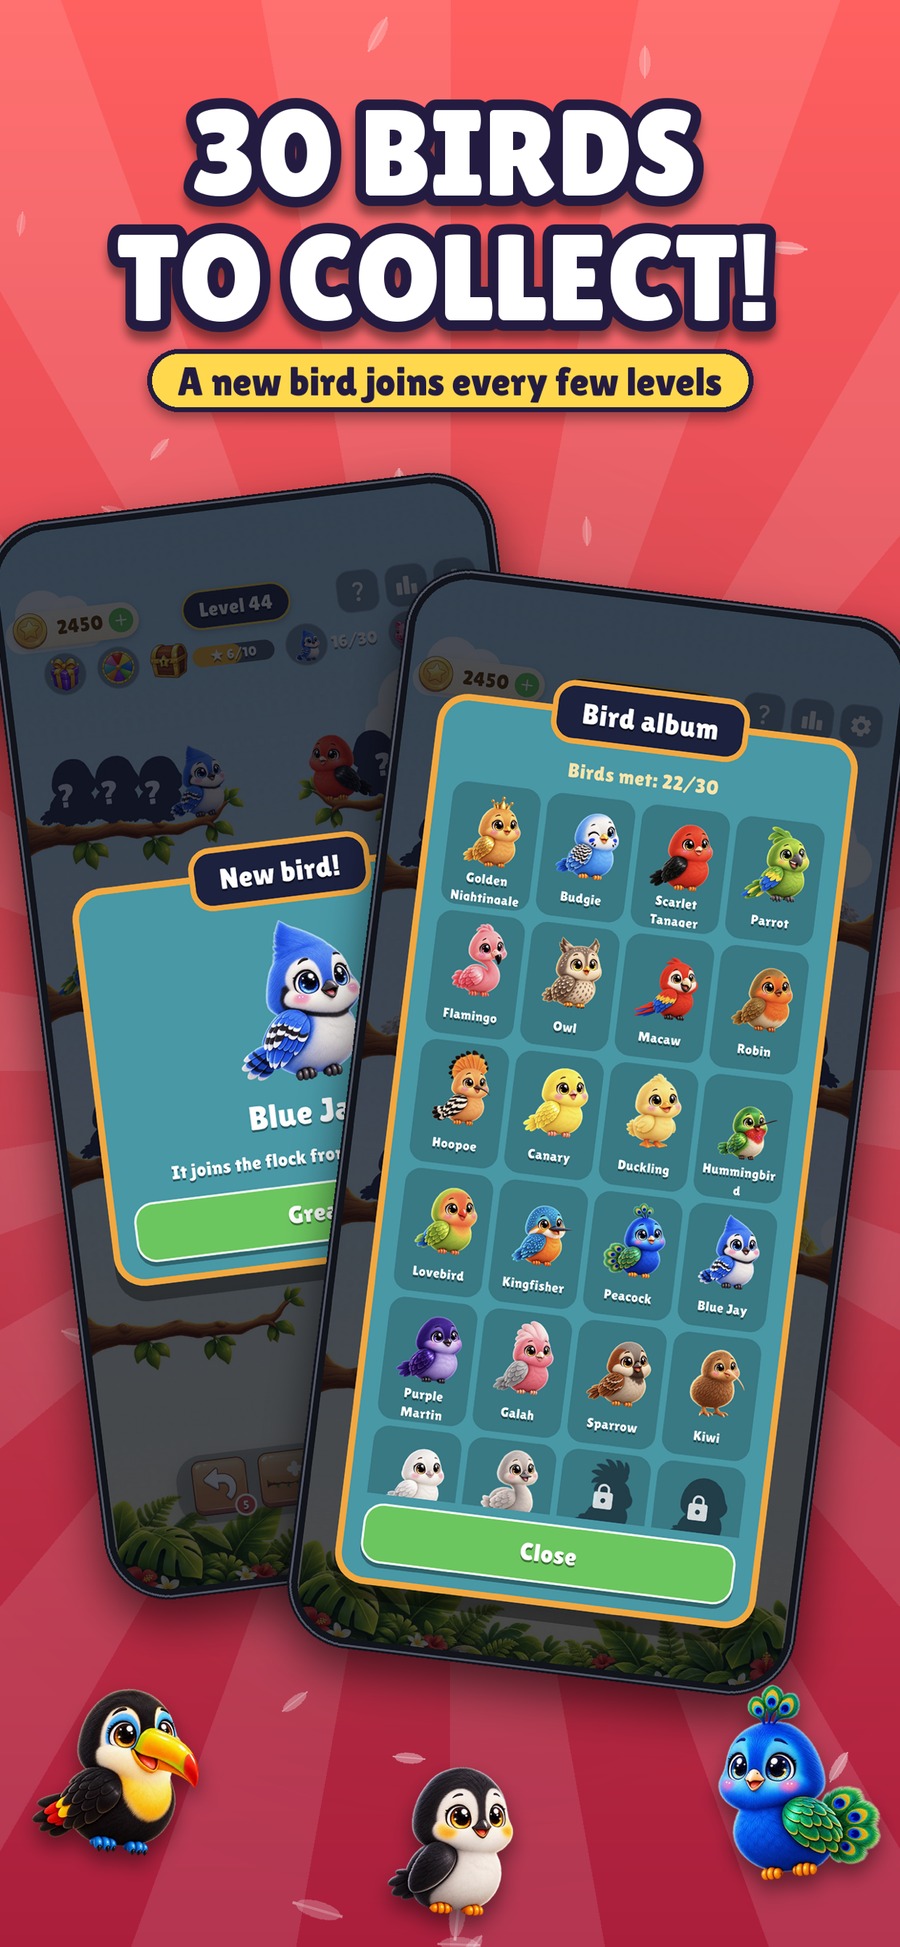 30 BIRDS
TO COLLECT!
A new bird joins every few levels
2450
Level 44
?
6/10
16/30
? ? ?
?
New bird!
Blue Ja
It joins the flock fro
Grea
5
2450
?
Bird album
Birds met: 22/30
Golden
Nightingale
Budgie
Scarlet
Tanager
Parrot
Flamingo
Owl
Macaw
Robin
Hoopoe
Canary
Duckling
Hummingbir
d
Lovebird
Kingfisher
Peacock
Blue Jay
Purple
Martin
Galah
Sparrow
Kiwi
Close